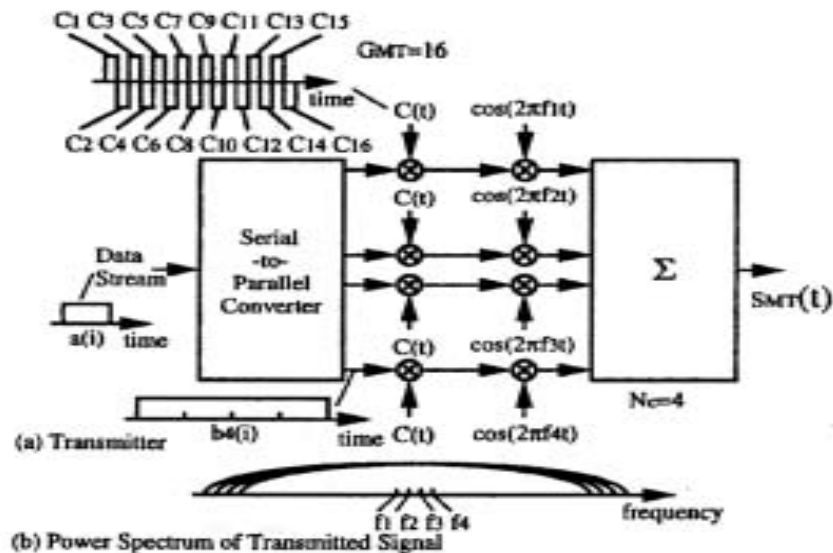 C1 C3 C5 C7 C9 C11 C13 C15
GMT=16
time
C(t) cos(2πf1t)
C2 C4 C6 C8 C10 C12 C14 C16
C(t) cos(2πf2t)
Data
Stream
Serial
-to-
Parallel
Converter
Σ
SMT(t)
a(i) time
C(t) cos(2πf3t)
Nc=4
b4(i) time
(a) Transmitter
C(t) cos(2πf4t)
f1 f2 f3 f4
frequency
(b) Power Spectrum of Transmitted Signal